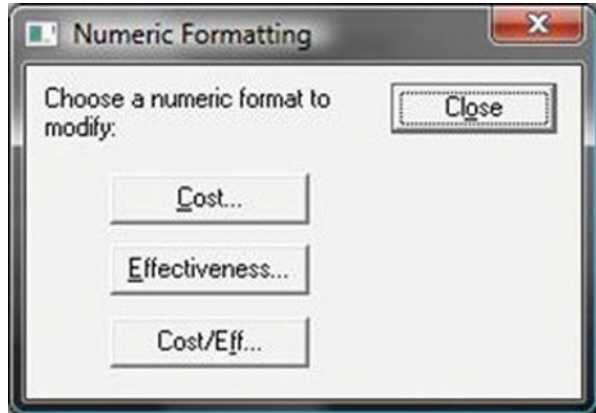 Numeric Formatting
Choose a numeric format to
modify:
Close
Cost...
Effectiveness...
Cost/Eff...